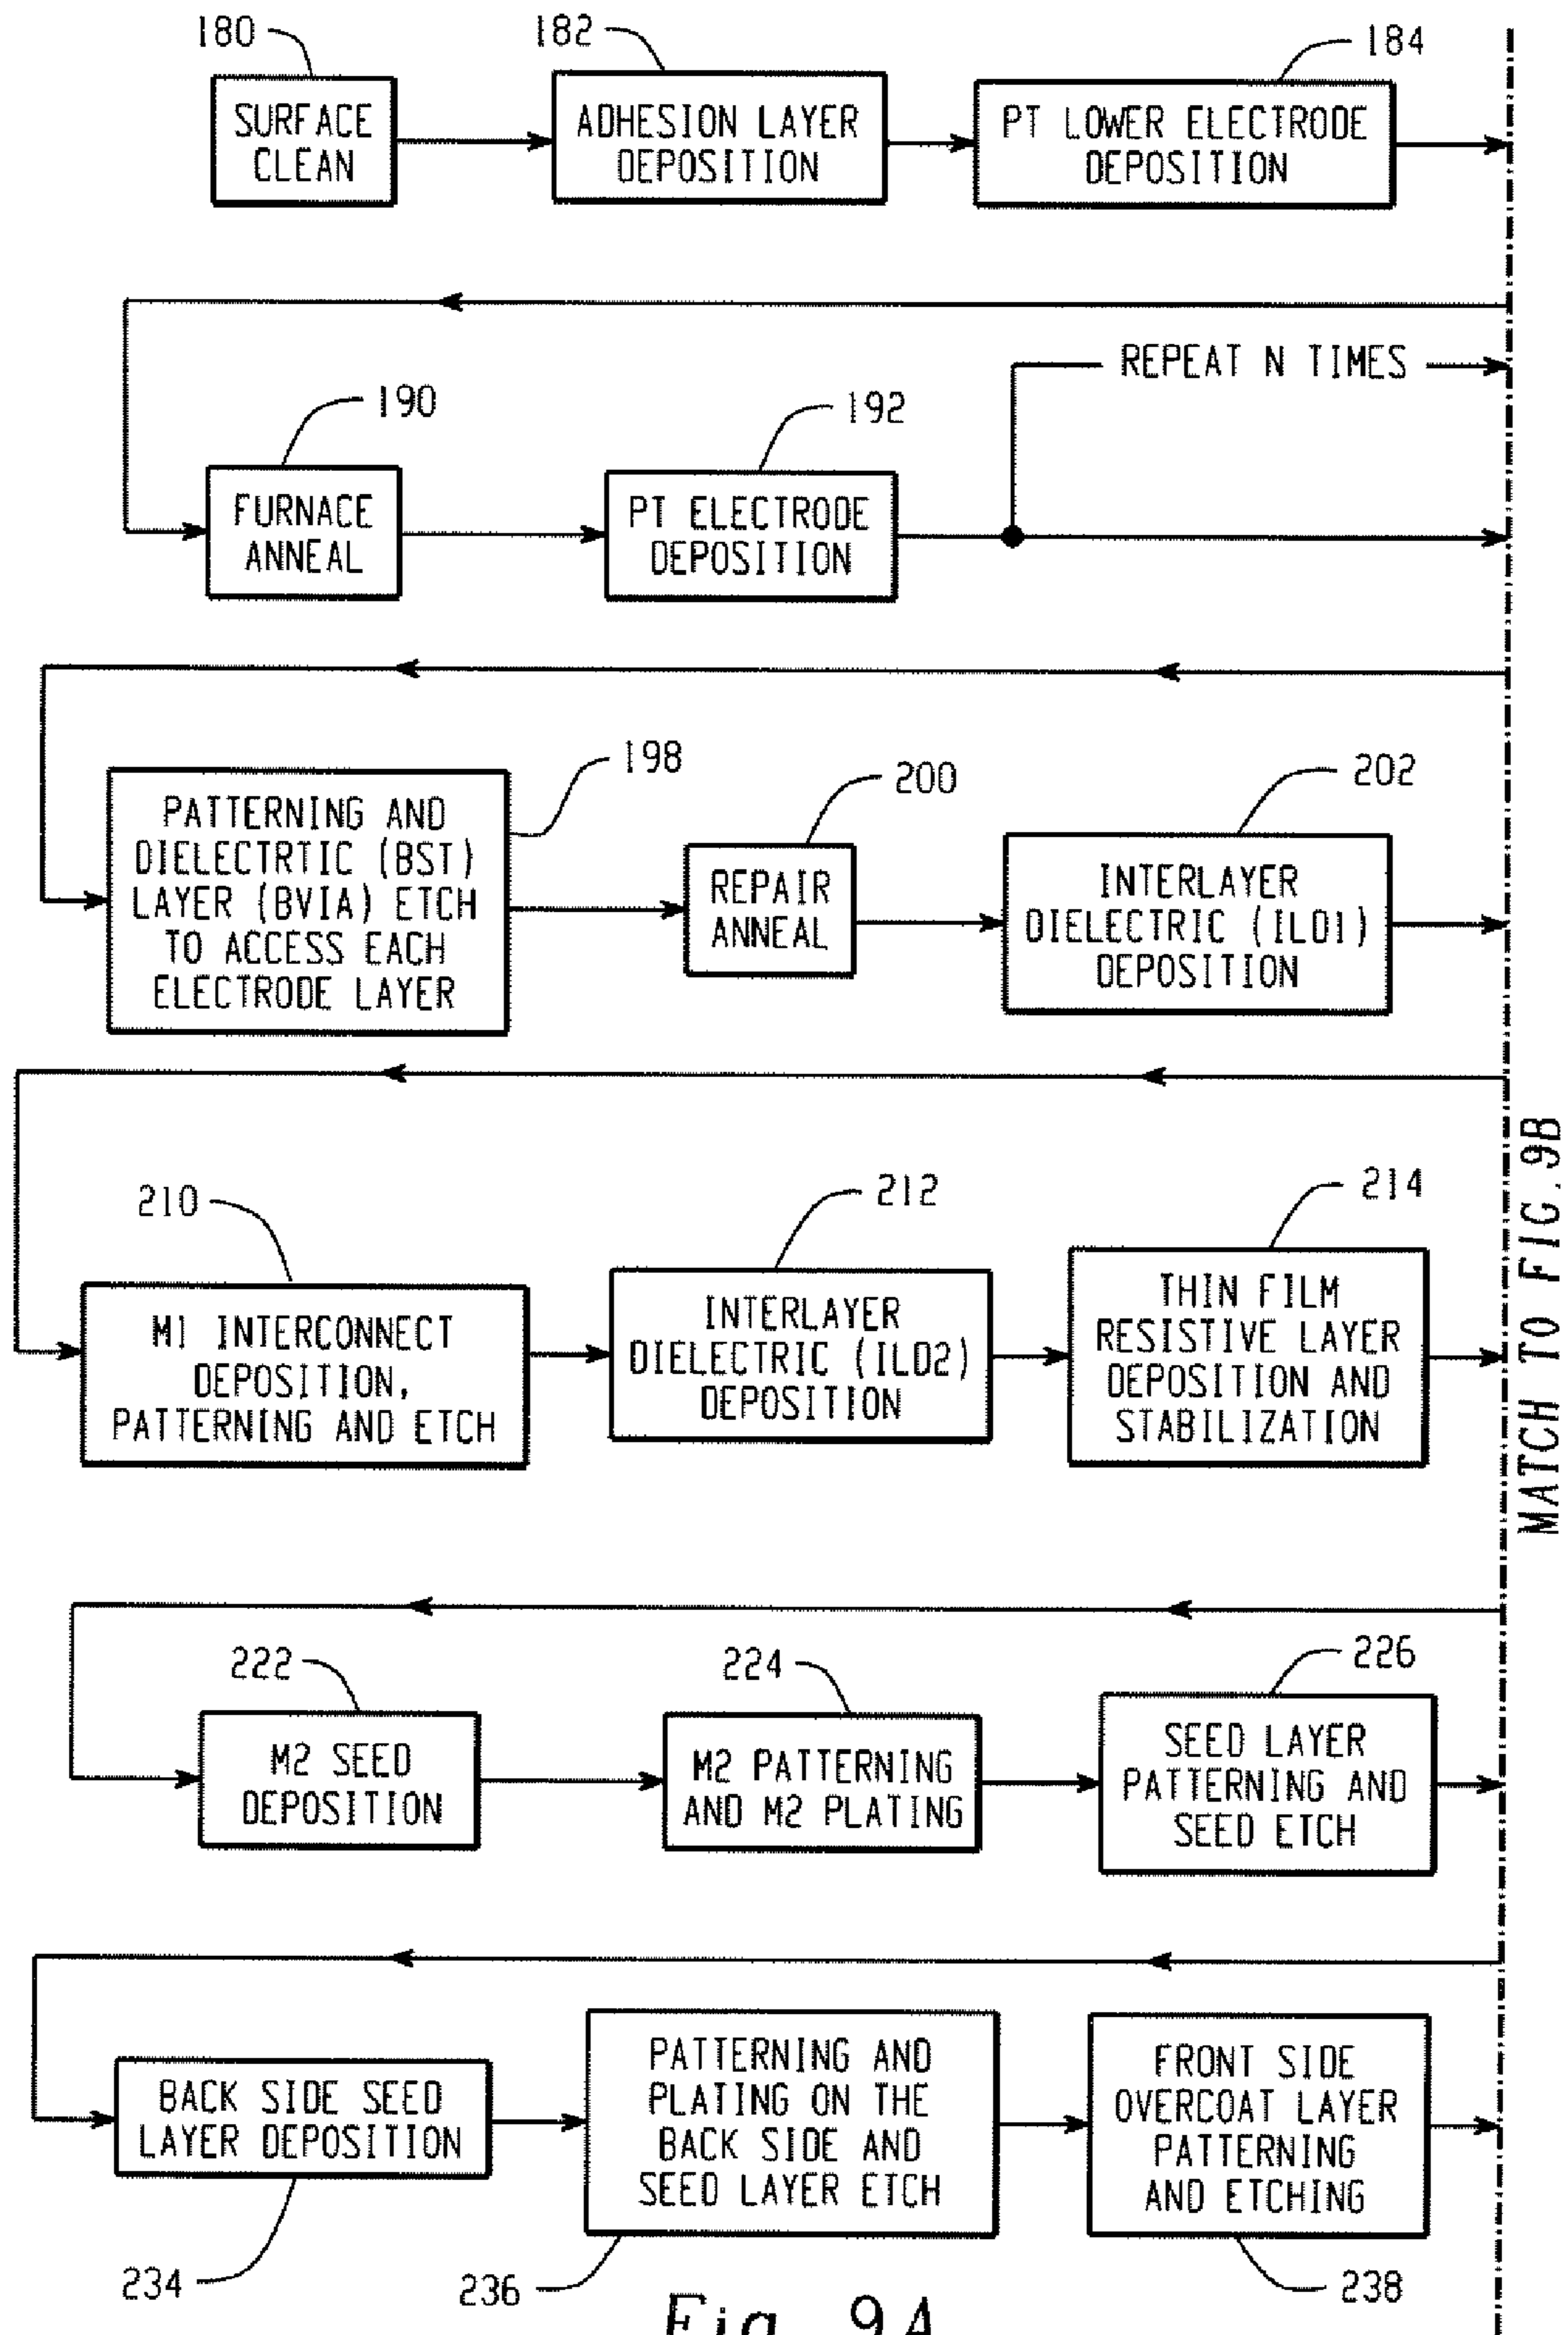 180
182
184
SURFACE
CLEAN
ADHESION LAYER
DEPOSITION
PT LOWER ELECTRODE
DEPOSITION
REPEAT N TIMES
190
192
FURNACE
ANNEAL
PT ELECTRODE
DEPOSITION
198
200
202
PATTERNING AND
DIELECTRTIC (BST)
LAYER (BVIA) ETCH
TO ACCESS EACH
ELECTRODE LAYER
REPAIR
ANNEAL
INTERLAYER
DIELECTRIC (ILD1)
DEPOSITION
210
212
214
M1 INTERCONNECT
DEPOSITION,
PATTERNING AND ETCH
INTERLAYER
DIELECTRIC (ILD2)
DEPOSITION
THIN FILM
RESISTIVE LAYER
DEPOSITION AND
STABILIZATION
MATCH TO FIG. 9B
222
224
226
M2 SEED
DEPOSITION
M2 PATTERNING
AND M2 PLATING
SEED LAYER
PATTERNING AND
SEED ETCH
BACK SIDE SEED
LAYER DEPOSITION
PATTERNING AND
PLATING ON THE
BACK SIDE AND
SEED LAYER ETCH
FRONT SIDE
OVERCOAT LAYER
PATTERNING
AND ETCHING
234
236
238
Fig. 9A